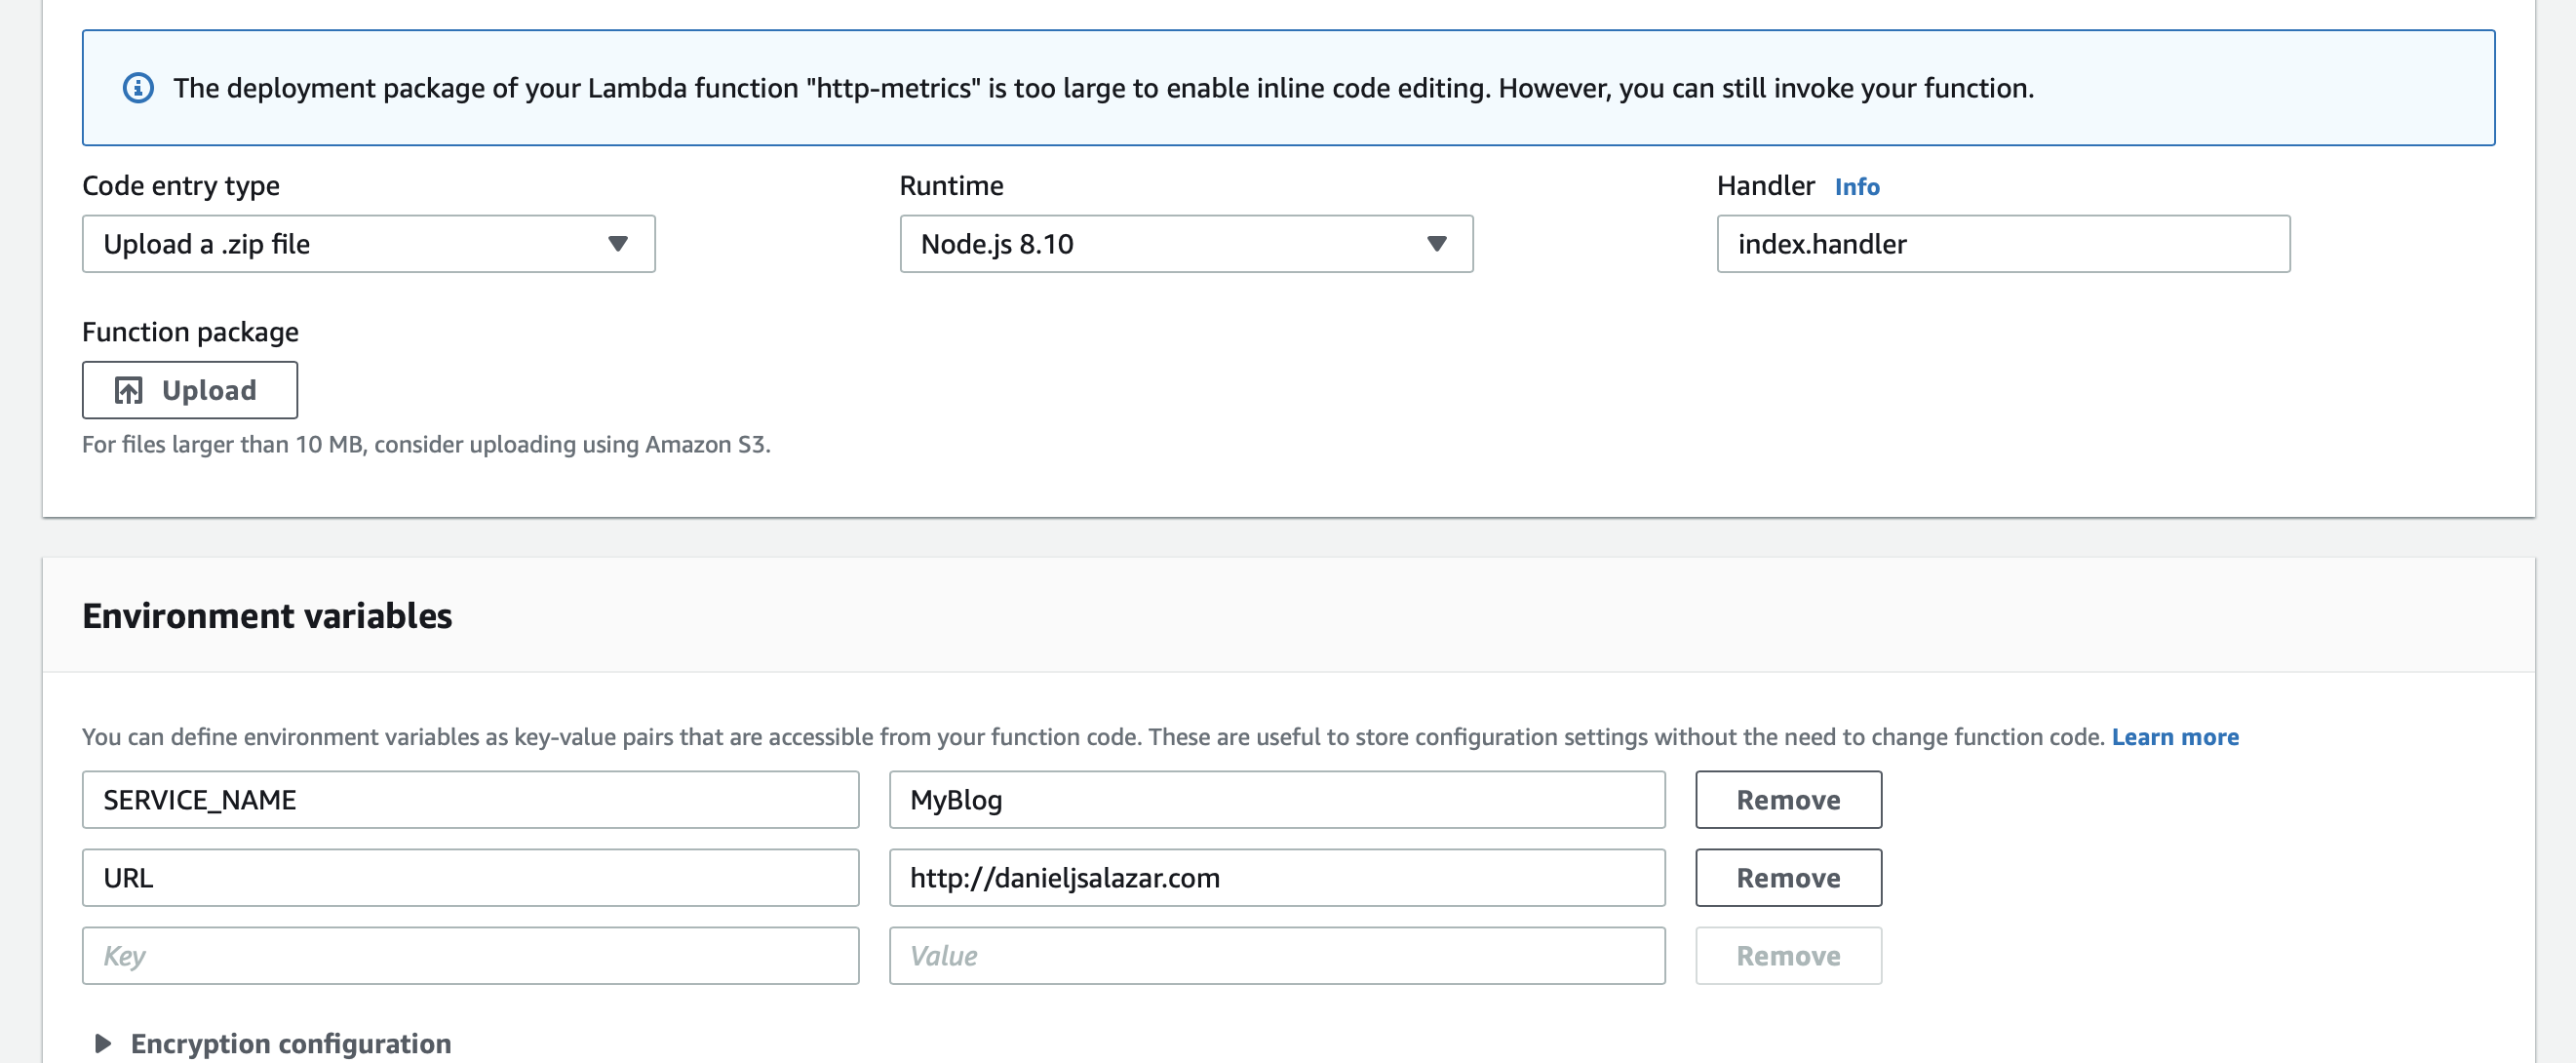 The deployment package of your Lambda function "http-metrics" is too large to enable inline code editing. However, you can still invoke your function.
Code entry type
Runtime
Handler Info
Upload a .zip file
Node.js 8.10
index.handler
Function package
Upload
For files larger than 10 MB, consider uploading using Amazon S3.
Environment variables
You can define environment variables as key-value pairs that are accessible from your function code. These are useful to store configuration settings without the need to change function code. Learn more
SERVICE_NAME
MyBlog
Remove
URL
http://danieljsalazar.com
Remove
Key
Value
Remove
Encryption configuration